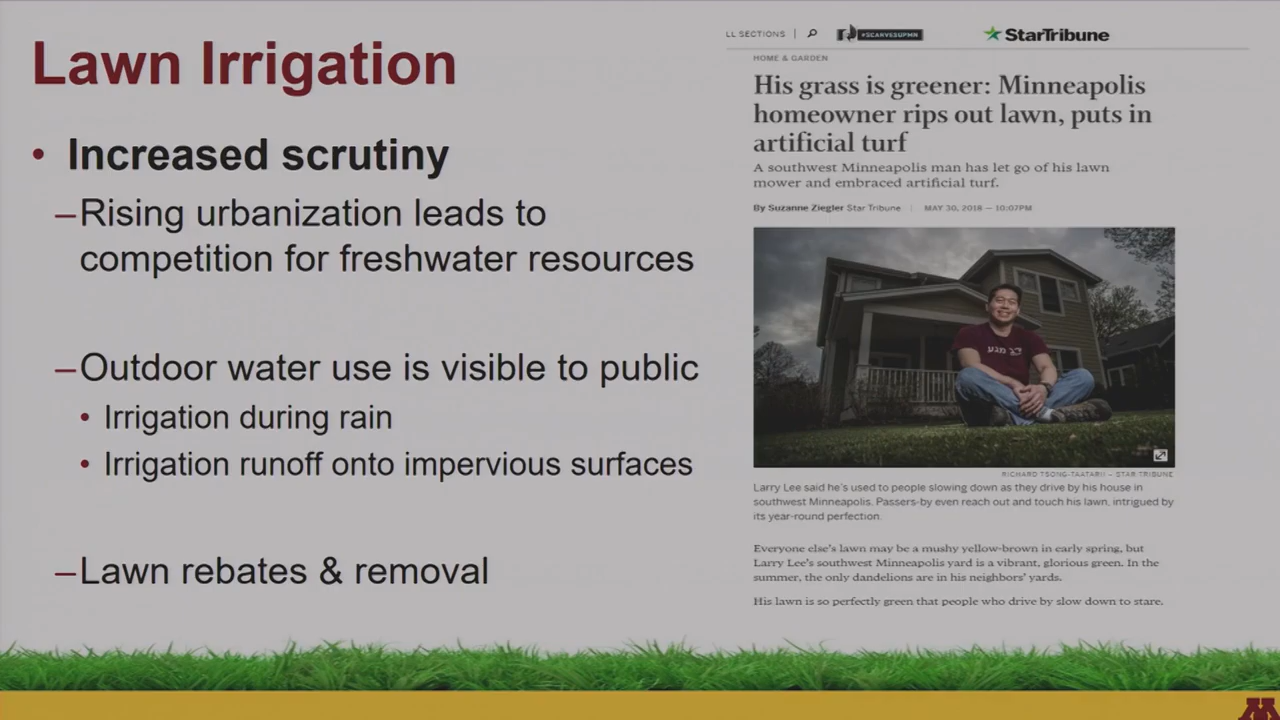 Lawn Irrigation
• Increased scrutiny
–Rising urbanization leads to
competition for freshwater resources
–Outdoor water use is visible to public
• Irrigation during rain
• Irrigation runoff onto impervious surfaces
–Lawn rebates & removal
LL SECTIONS
#SCARVESUPMN
StarTribune
HOME & GARDEN
His grass is greener: Minneapolis
homeowner rips out lawn, puts in
artificial turf
A southwest Minneapolis man has let go of his lawn
mower and embraced artificial turf.
By Suzanne Ziegler Star Tribune | MAY 30, 2018 — 10:07PM
RICHARD TSONG-TAATARII – STAR TRIBUNE
Larry Lee said he's used to people slowing down as they drive by his house in
southwest Minneapolis. Passers-by even reach out and touch his lawn, intrigued by
its year-round perfection.
Everyone else's lawn may be a mushy yellow-brown in early spring, but
Larry Lee's southwest Minneapolis yard is a vibrant, glorious green. In the
summer, the only dandelions are in his neighbors' yards.
His lawn is so perfectly green that people who drive by slow down to stare.
M